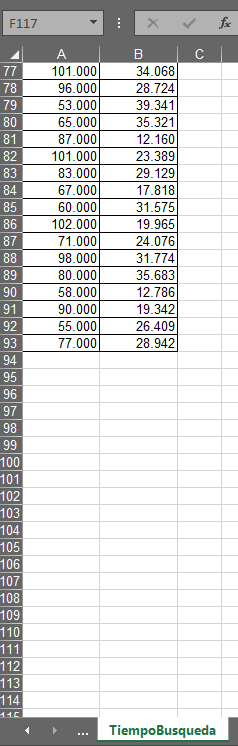 F117
A B C
77 101.000 34.068
78 96.000 28.724
79 53.000 39.341
80 65.000 35.321
81 87.000 12.160
82 101.000 23.389
83 83.000 29.129
84 67.000 17.818
85 60.000 31.575
86 102.000 19.965
87 71.000 24.076
88 98.000 31.774
89 80.000 35.683
90 58.000 12.786
91 90.000 19.342
92 55.000 26.409
93 77.000 28.942
94
95
96
97
98
99
100
101
102
103
104
105
106
107
108
109
110
111
112
113
114
115
... TiempoBusqueda